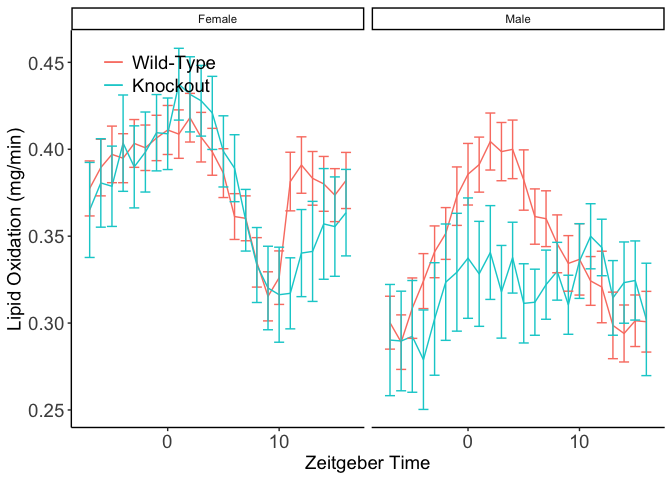 Female
Male
Wild-Type
Knockout
Lipid Oxidation (mg/min)
0.45
0.40
0.35
0.30
0.25
0
10
0
10
Zeitgeber Time